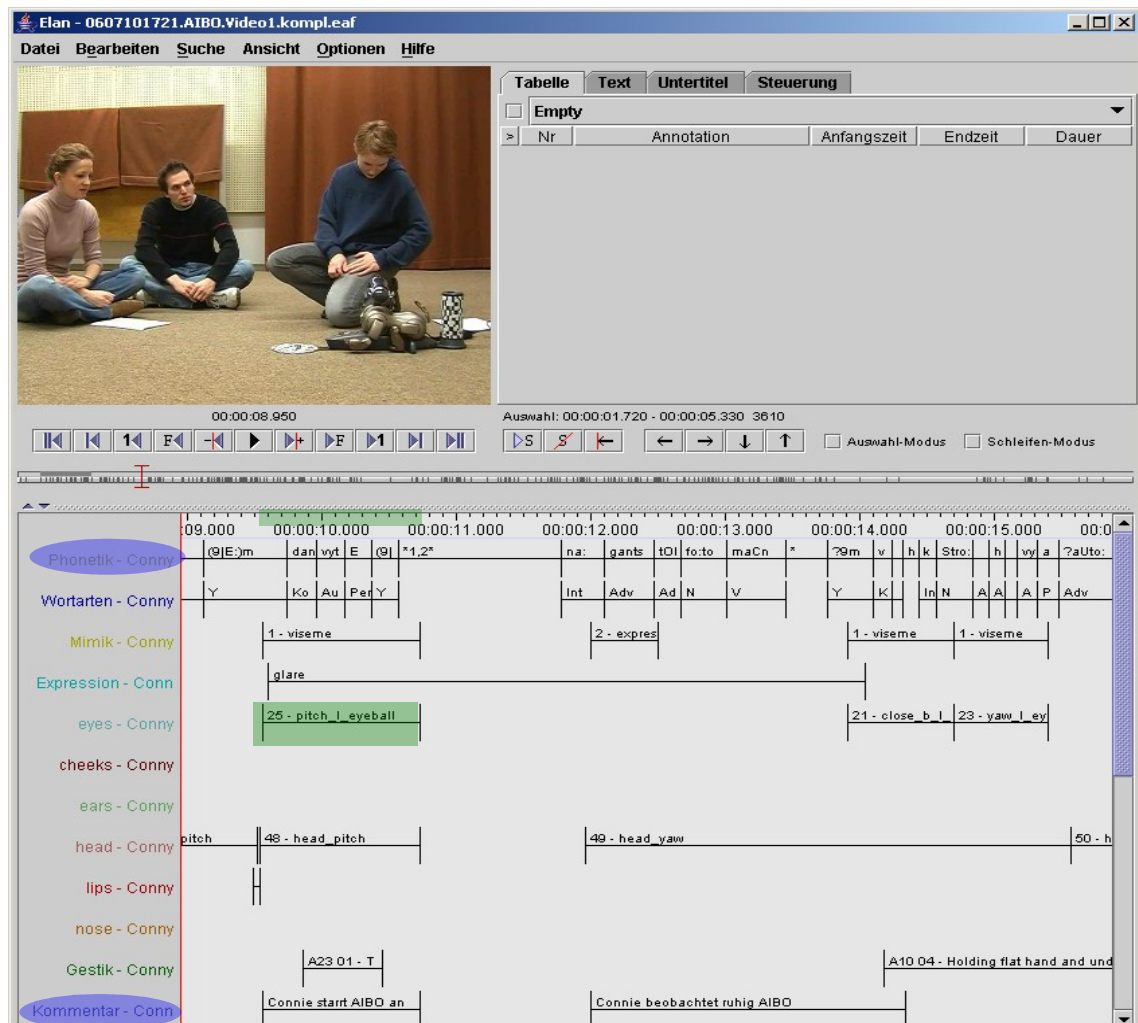 Elan - 0607101721.AIBO.Video1.kompl.eaf
Datei Bearbeiten Suche Ansicht Optionen Hilfe
Tabelle Text Untertitel Steuerung
Empty
> Nr Annotation Anfangszeit Endzeit Dauer
00:00:08.950
Auswahl: 00:00:01.720 - 00:00:05.330 3610
1 F + F 1
S S Auswahl-Modus Schleifen-Modus
:09.000 00:00:10.000 00:00:11.000 00:00:12.000 00:00:13.000 00:00:14.000 00:00:15.000 00:0
Phonetik - Conny (9|E:)m dan vyt E (9| *1,2* na: gants tOl fo:to maCn * ?9m v h k Stro: h vy a ?aUto:
Wortarten - Conny Y Ko Au Per Y Int Adv Ad N V Y K In N A A A P Adv
Mimik - Conny 1 - viseme 2 - expres 1 - viseme 1 - viseme
Expression - Conn glare
eyes - Conny 25 - pitch_l_eyeball 21 - close_b_l_ 23 - yaw_l_ey
cheeks - Conny
ears - Conny
head - Conny pitch 48 - head_pitch 49 - head_yaw 50 - h
lips - Conny
nose - Conny
Gestik - Conny A23 01 - T A10 04 - Holding flat hand and und
Kommentar - Conn Connie starrt AIBO an Connie beobachtet ruhig AIBO